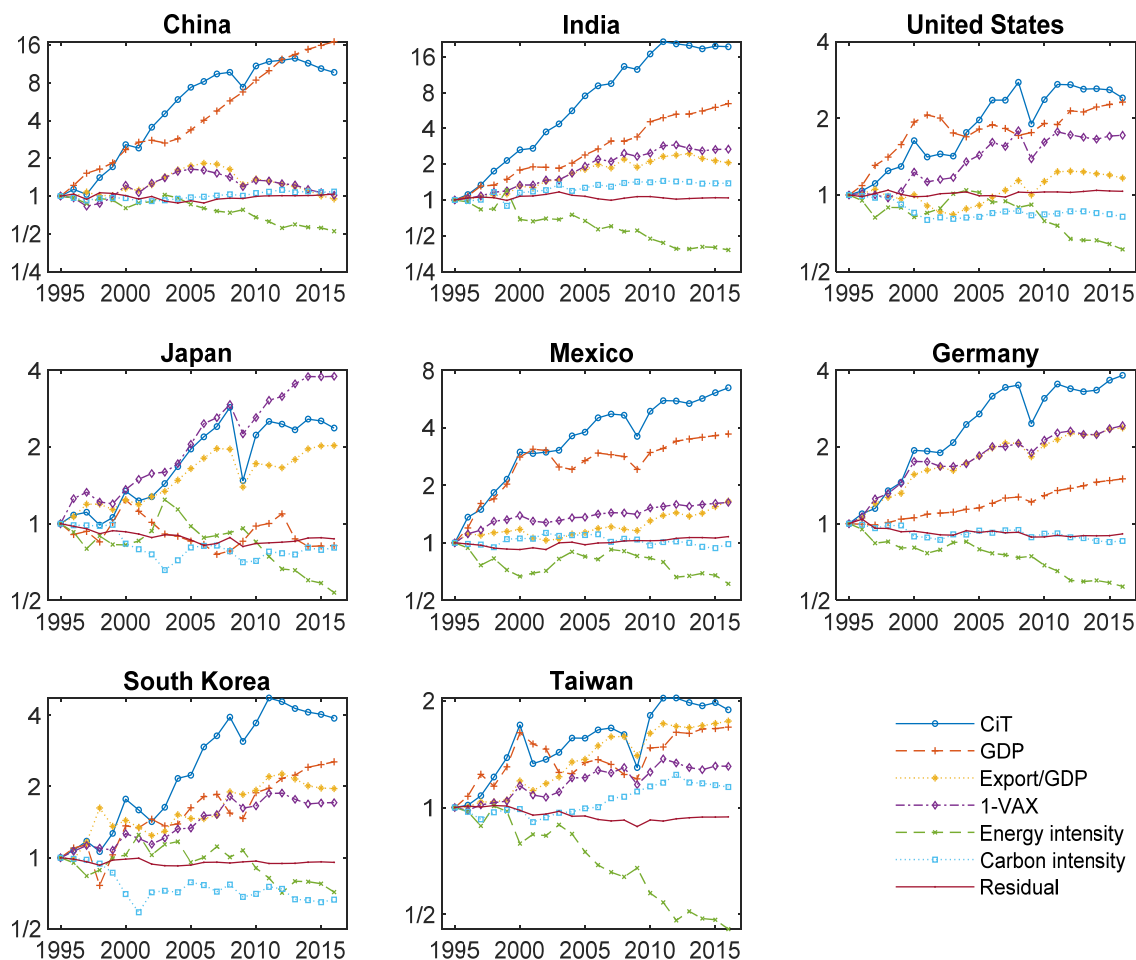 China
16
8
4
2
1
1/2
1/4
1995 2000 2005 2010 2015
India
16
8
4
2
1
1/2
1/4
1995 2000 2005 2010 2015
United States
4
2
1
1/2
1995 2000 2005 2010 2015
Japan
4
2
1
1/2
1995 2000 2005 2010 2015
Mexico
8
4
2
1
1/2
1995 2000 2005 2010 2015
Germany
4
2
1
1/2
1995 2000 2005 2010 2015
South Korea
4
2
1
1/2
1995 2000 2005 2010 2015
Taiwan
2
1
1/2
1995 2000 2005 2010 2015
CiT
GDP
Export/GDP
1-VAX
Energy intensity
Carbon intensity
Residual